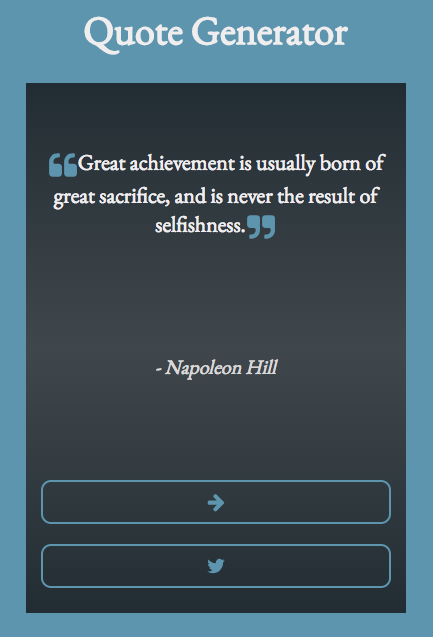 Quote Generator
❝Great achievement is usually born of
great sacrifice, and is never the result of
selfishness.❞
- Napoleon Hill